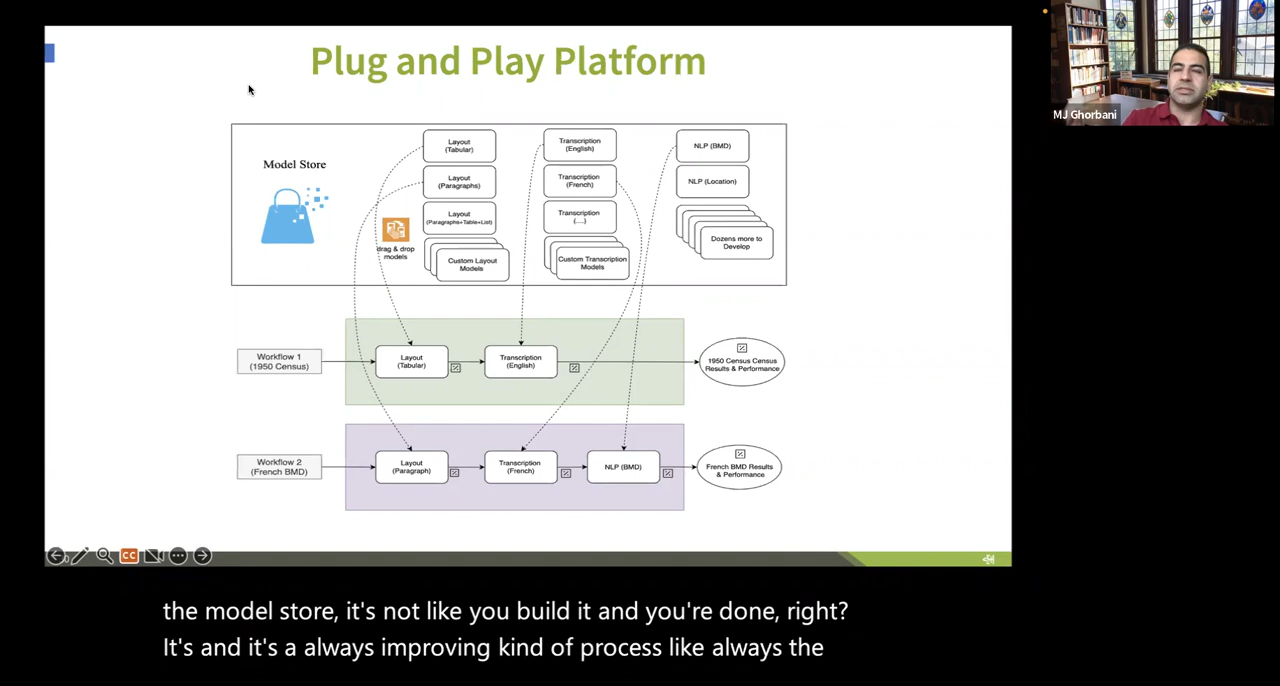 Plug and Play Platform
MJ Ghorbani
Model Store
drag & drop
models
Layout
(Tabular)
Layout
(Paragraphs)
Layout
(Paragraphs+Table+List)
Custom Layout
Models
Transcription
(English)
Transcription
(French)
Transcription
(....)
Custom Transcription
Models
NLP (BMD)
NLP (Location)
Dozens more to
Develop
Workflow 1
(1950 Census)
Layout
(Tabular)
Transcription
(English)
1950 Census Census
Results & Performance
Workflow 2
(French BMD)
Layout
(Paragraph)
Transcription
(French)
NLP (BMD)
French BMD Results
& Performance
CC
the model store, it's not like you build it and you're done, right?
It's and it's a always improving kind of process like always the